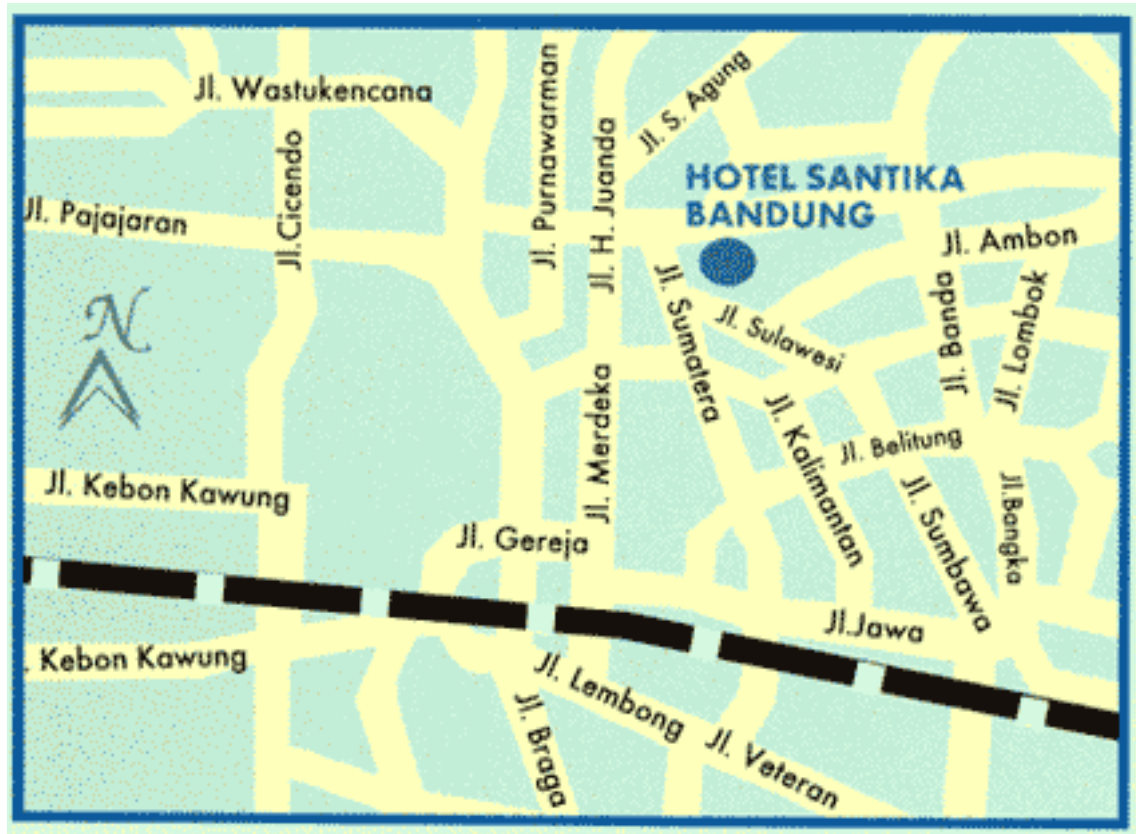 Jl. Wastukencana
Jl. Purnawarman
Jl. S. Agung
Jl.Cicendo
Jl. H. Juanda
HOTEL SANTIKA
BANDUNG
Jl. Pajajaran
Jl. Ambon
Jl. Sumatera
Jl. Sulawesi
Jl. Banda
Jl. Lombok
N
Jl. Merdeka
Jl. Kalimantan
Jl. Belitung
Jl. Kebon Kawung
Jl. Sumbawa
Jl.Bangka
Jl. Gereja
Jl.Jawa
. Kebon Kawung
Jl. Lembong
Jl. Braga
Jl. Veteran